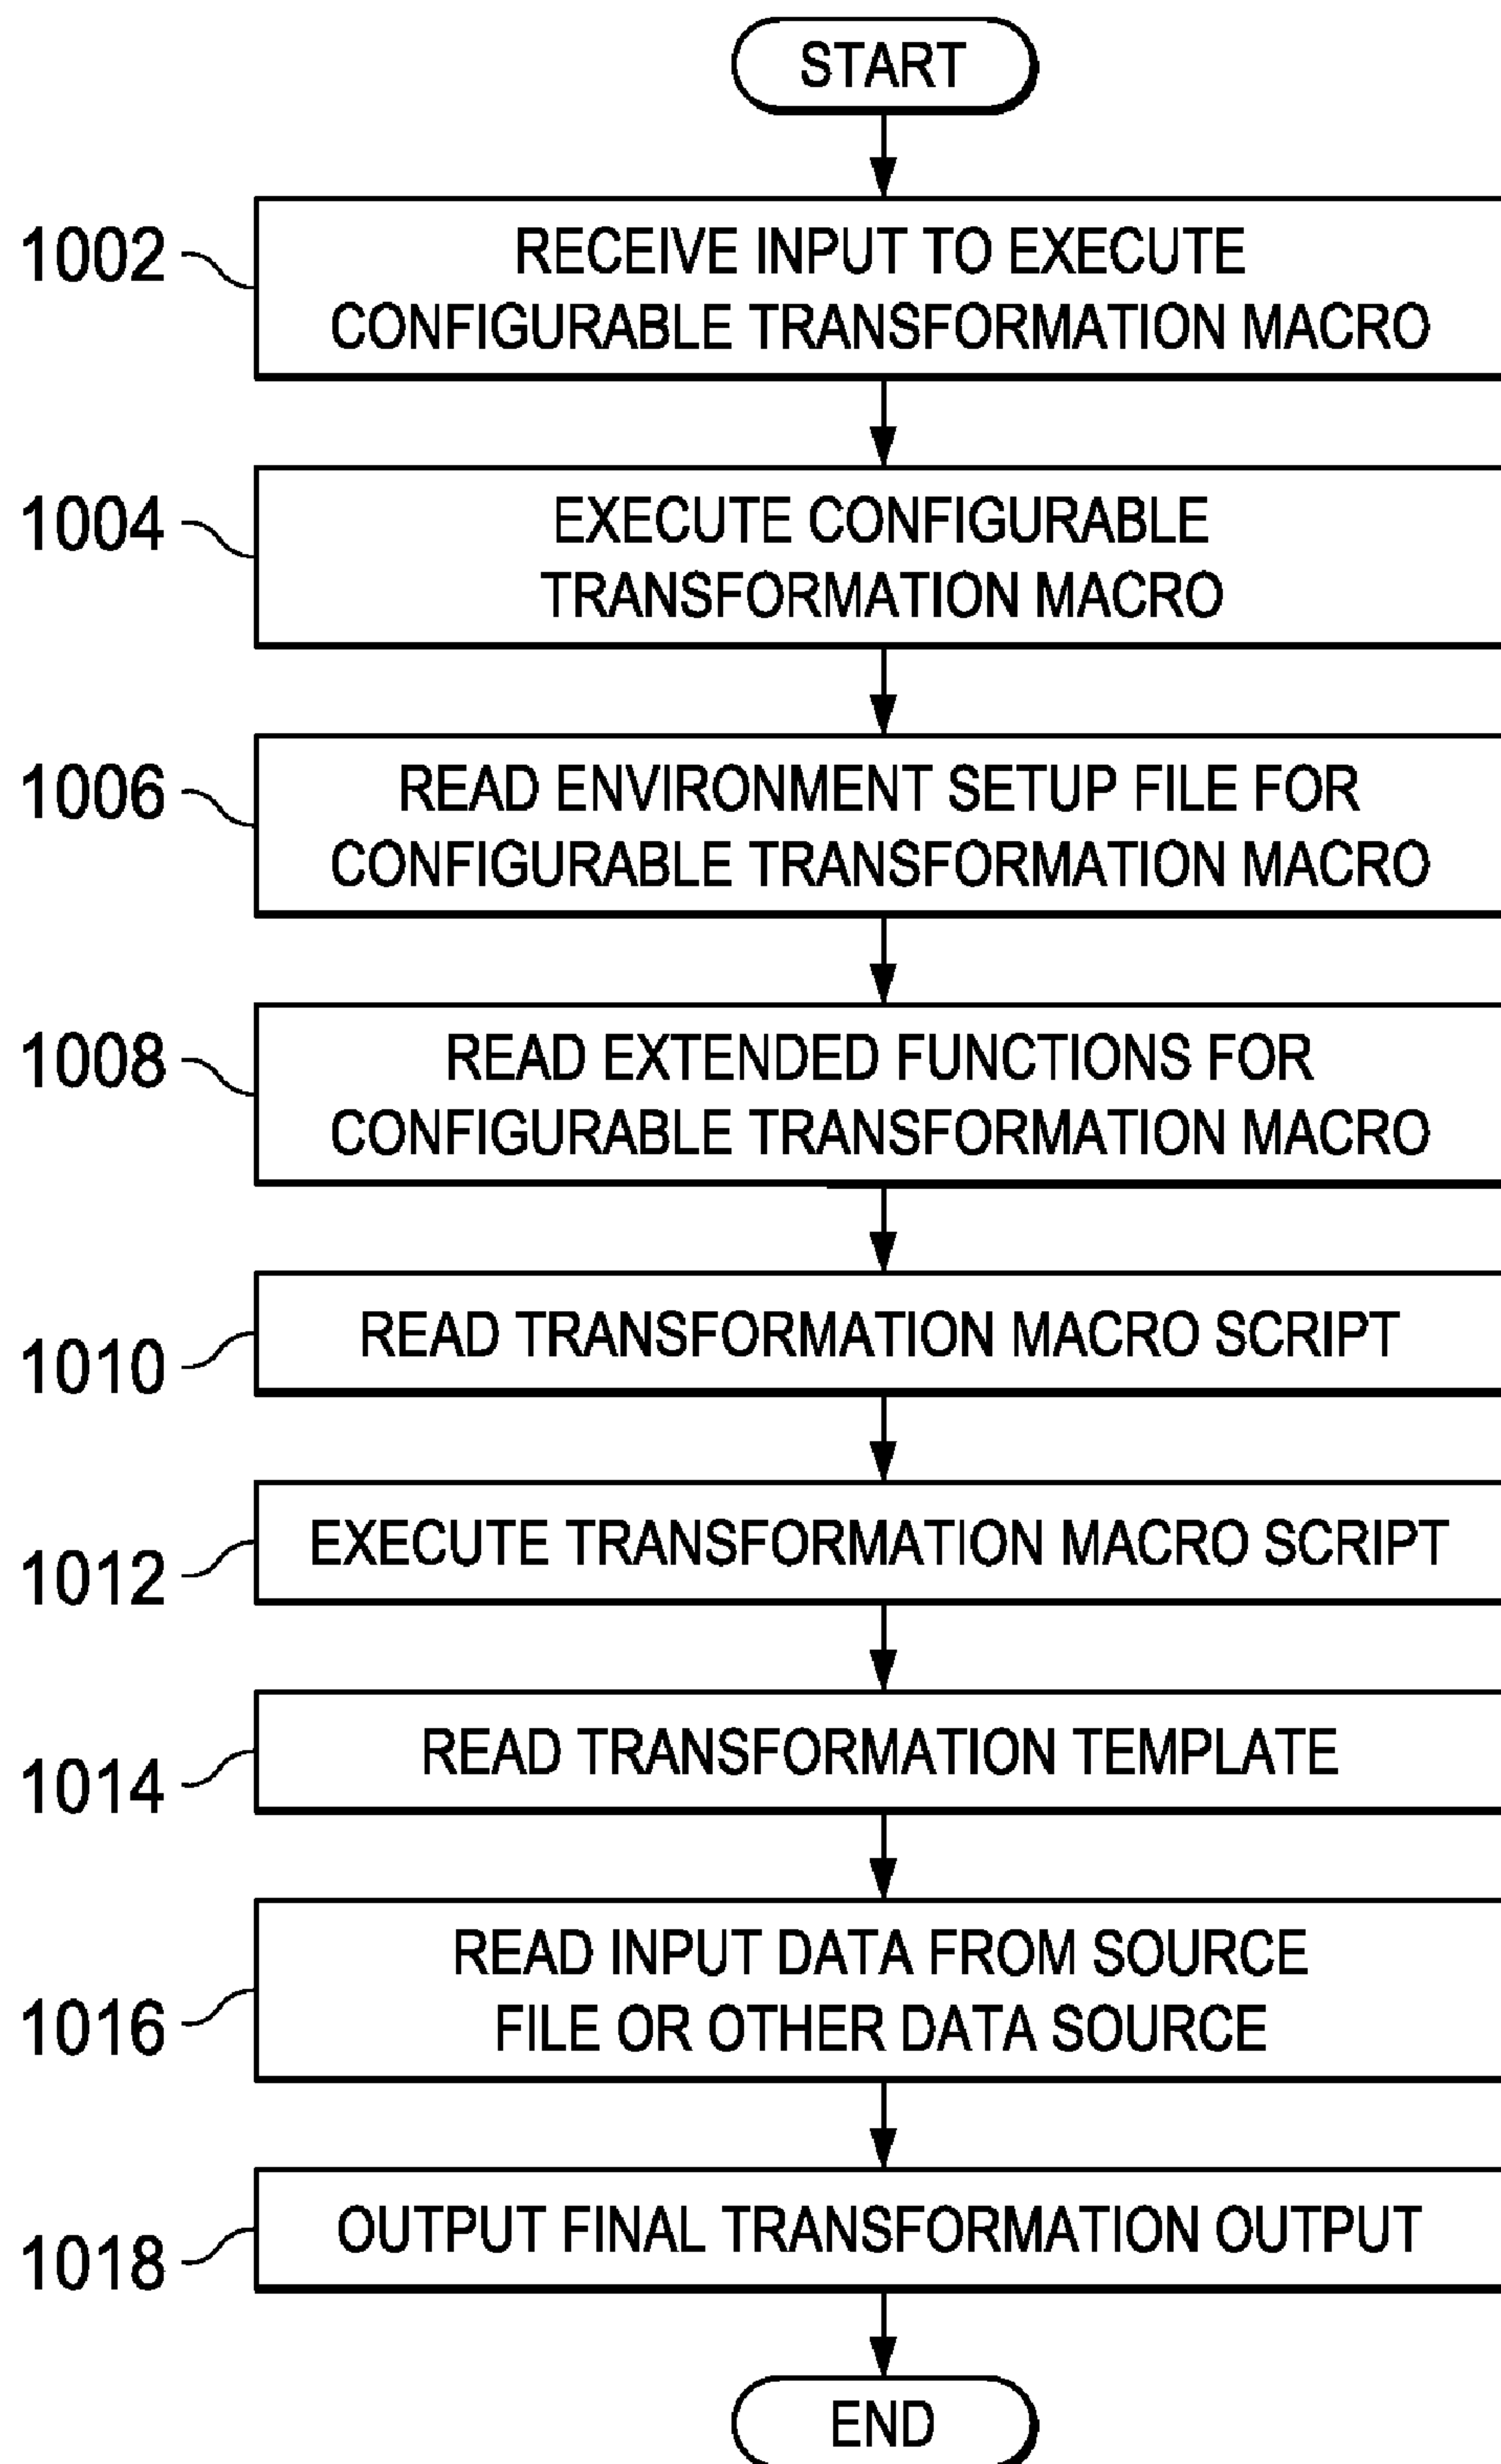 START
1002
RECEIVE INPUT TO EXECUTE
CONFIGURABLE TRANSFORMATION MACRO
1004
EXECUTE CONFIGURABLE
TRANSFORMATION MACRO
1006
READ ENVIRONMENT SETUP FILE FOR
CONFIGURABLE TRANSFORMATION MACRO
1008
READ EXTENDED FUNCTIONS FOR
CONFIGURABLE TRANSFORMATION MACRO
1010
READ TRANSFORMATION MACRO SCRIPT
1012
EXECUTE TRANSFORMATION MACRO SCRIPT
1014
READ TRANSFORMATION TEMPLATE
1016
READ INPUT DATA FROM SOURCE
FILE OR OTHER DATA SOURCE
1018
OUTPUT FINAL TRANSFORMATION OUTPUT
END